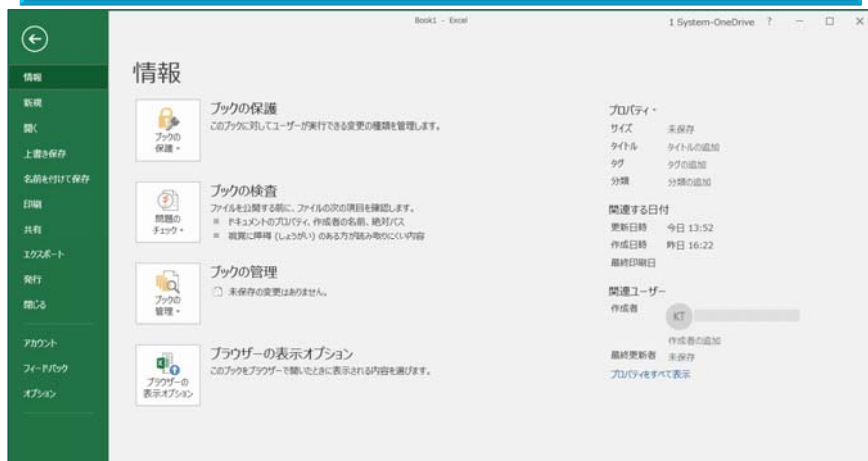 Book1 - Excel
1 System-OneDrive ?
情報
新規
開く
上書き保存
名前を付けて保存
印刷
共有
エクスポート
発行
閉じる
アカウント
フィードバック
オプション
情報
ブックの保護
このブックに対してユーザーが実行できる変更の種類を管理します。
ブックの
保護
ブックの検査
ファイルを公開する前に、ファイルの次の項目を確認します。
ドキュメントのプロパティ、作成者の名前、絶対パス
視覚に障碍 (しょうがい) のある方が読み取りにくい内容
問題の
チェック
ブックの管理
未保存の変更はありません。
ブックの
管理
ブラウザーの表示オプション
このブックをブラウザーで開いたときに表示される内容を選びます。
ブラウザーの
表示オプション
プロパティ
サイズ 未保存
タイトル タイトルの追加
タグ タグの追加
分類 分類の追加
関連する日付
更新日時 今日 13:52
作成日時 昨日 16:22
最終印刷日
関連ユーザー
作成者 KT
作成者の追加
最終更新者 未保存
プロパティをすべて表示